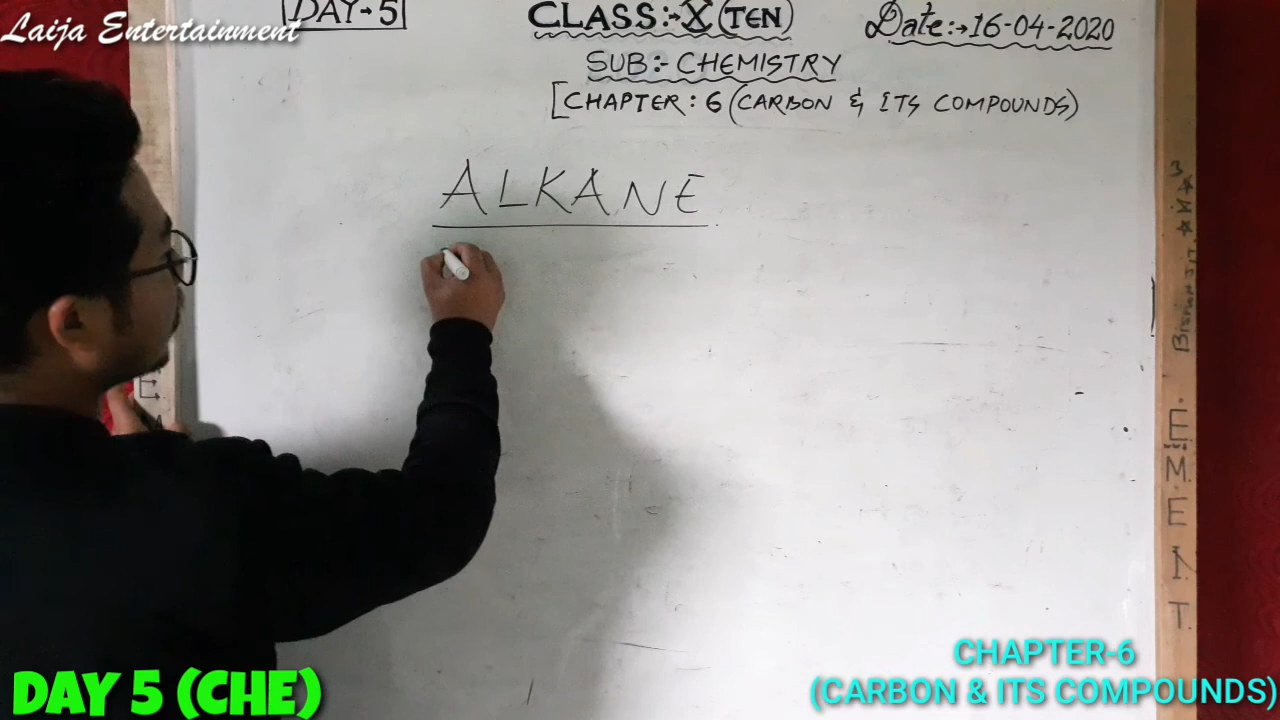 Laija Entertainment
DAY→5
CLASS:→X(TEN)
Date:→16-04-2020
SUB:- CHEMISTRY
[CHAPTER: 6 (CARBON & ITS COMPOUNDS)
ALKANE
E
EMENT
CHAPTER-6
(CARBON & ITS COMPOUNDS)
DAY 5 (CHE)